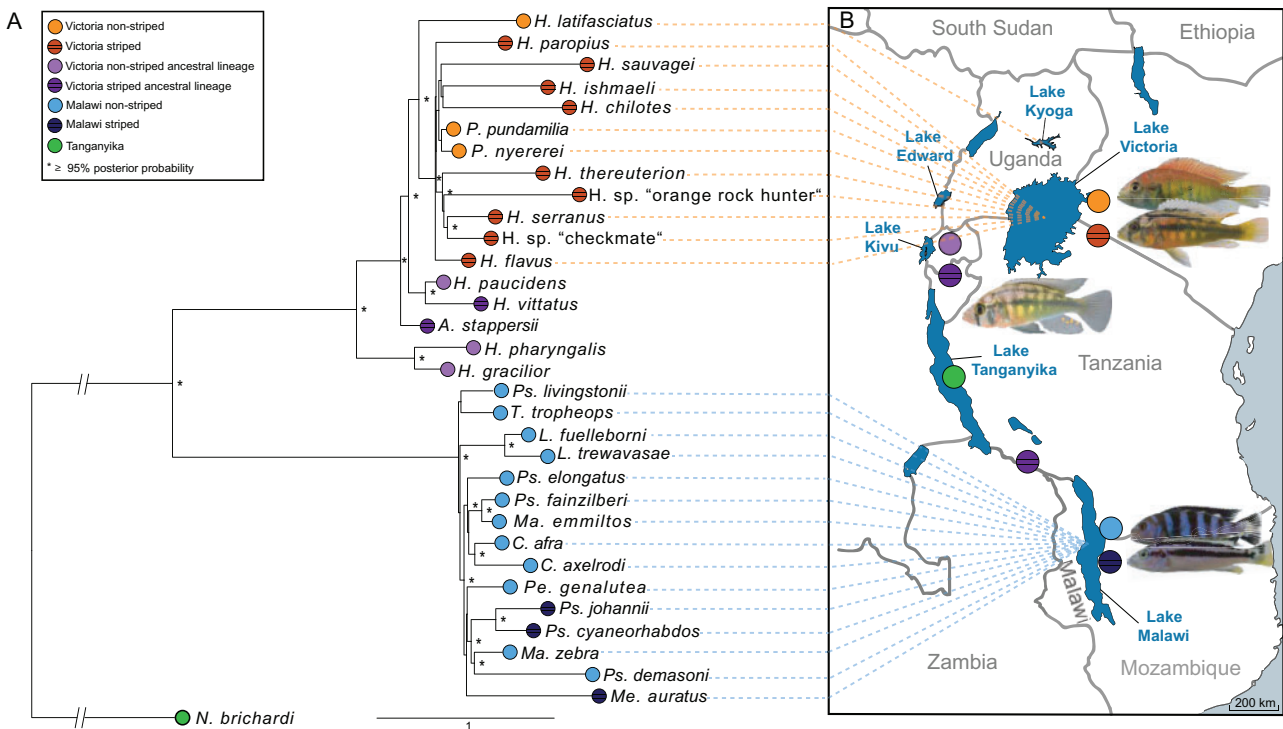 A
Victoria non-striped
Victoria striped
Victoria non-striped ancestral lineage
Victoria striped ancestral lineage
Malawi non-striped
Malawi striped
Tanganyika
* ≥ 95% posterior probability
H. latifasciatus
H. paropius
H. sauvagei
H. ishmaeli
H. chilotes
P. pundamilia
P. nyererei
H. thereuterion
H. sp. “orange rock hunter“
H. serranus
H. sp. “checkmate“
H. flavus
H. paucidens
H. vittatus
A. stappersii
H. pharyngalis
H. gracilior
Ps. livingstonii
T. tropheops
L. fuelleborni
L. trewavasae
Ps. elongatus
Ps. fainzilberi
Ma. emmiltos
C. afra
C. axelrodi
Pe. genalutea
Ps. johannii
Ps. cyaneorhabdos
Ma. zebra
Ps. demasoni
Me. auratus
N. brichardi
1
B
South Sudan
Ethiopia
Lake
Kyoga
Lake
Victoria
Lake
Edward
Uganda
Lake
Kivu
Lake
Tanganyika
Tanzania
Malawi
Lake
Malawi
Zambia
Mozambique
200 km